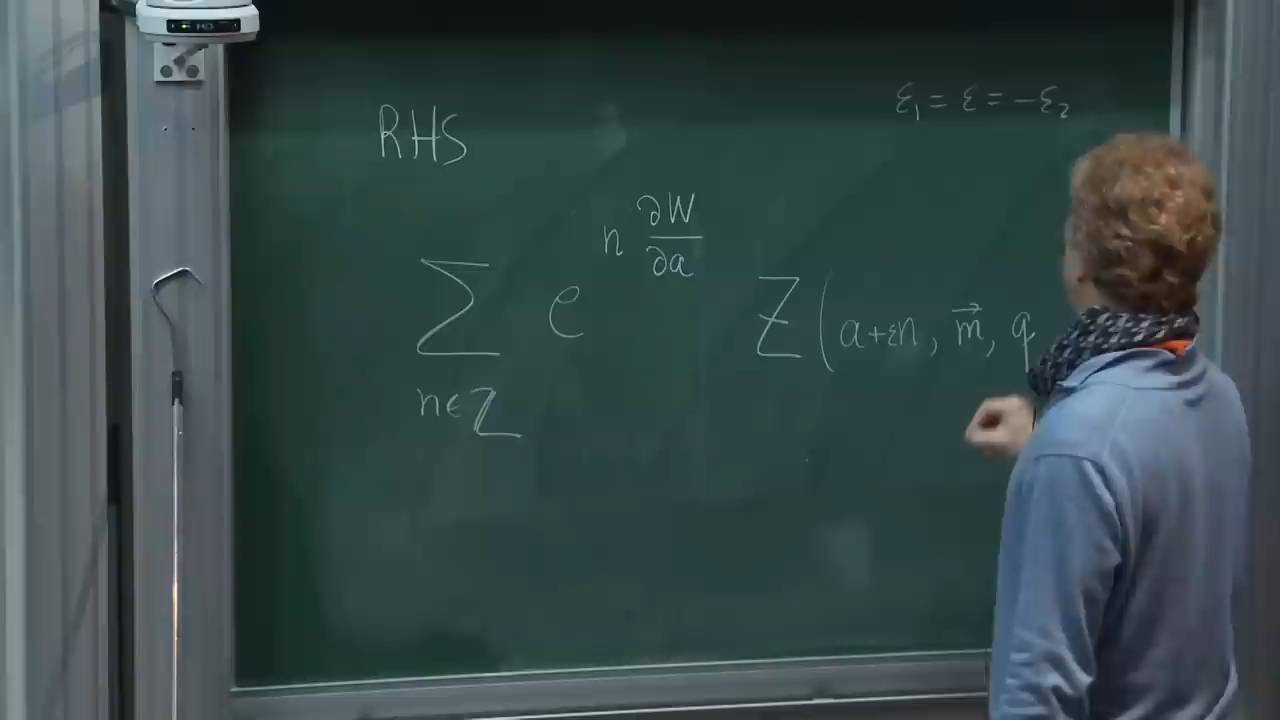 ε₁ = ε = −ε₂
RHS
∑_{n∈ℤ} e^{n ∂W/∂a} Z(a+εn, m⃗, q